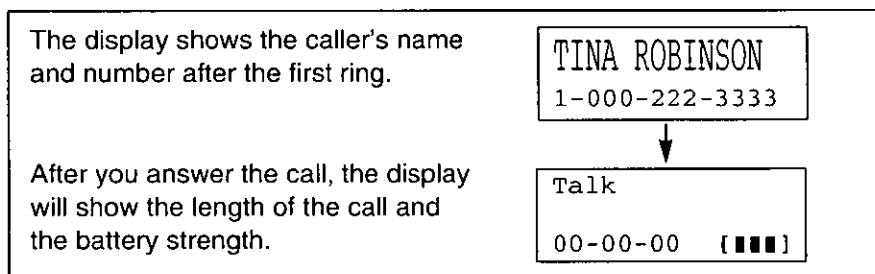 The display shows the caller's name
and number after the first ring.
TINA ROBINSON
1-000-222-3333
After you answer the call, the display
will show the length of the call and
the battery strength.
Talk
00-00-00 [▮▮▮]